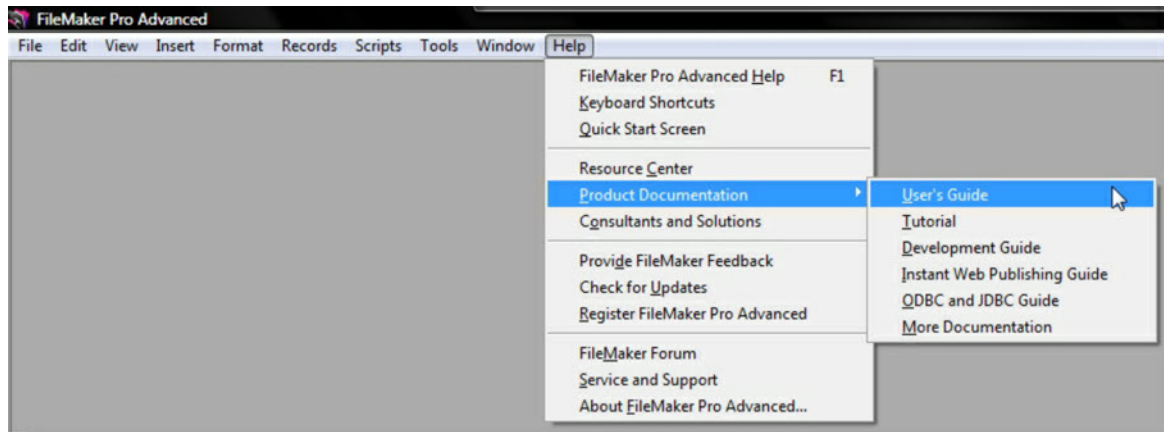 FileMaker Pro Advanced
File Edit View Insert Format Records Scripts Tools Window Help
FileMaker Pro Advanced Help F1
Keyboard Shortcuts
Quick Start Screen
Resource Center
Product Documentation
Consultants and Solutions
Provide FileMaker Feedback
Check for Updates
Register FileMaker Pro Advanced
FileMaker Forum
Service and Support
About FileMaker Pro Advanced...
User's Guide
Tutorial
Development Guide
Instant Web Publishing Guide
ODBC and JDBC Guide
More Documentation